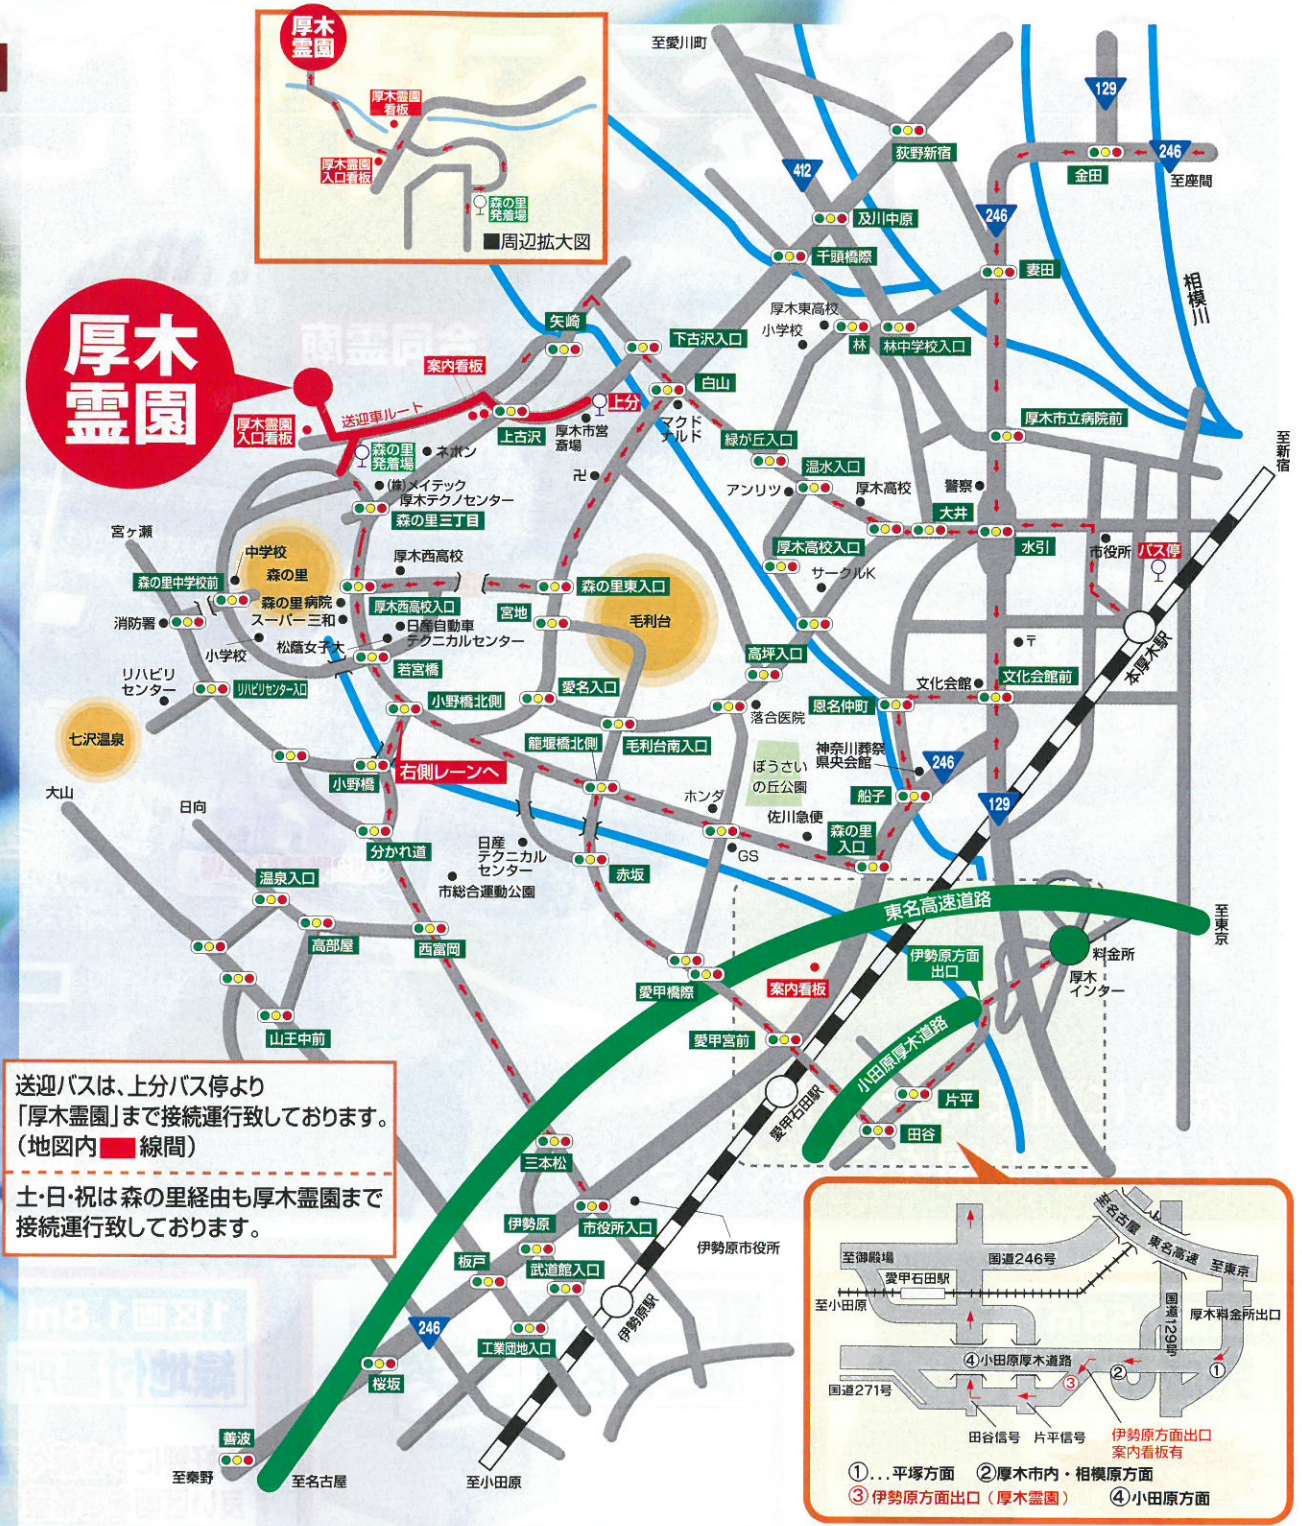 厚木
霊園
厚木霊園
看板
厚木霊園
入口看板
森の里
発着場
■周辺拡大図
至愛川町
129
246
至座間
金田
荻野新宿
412
246
及川中原
千頭橋際
妻田
相模川
厚木
霊園
矢崎
下古沢入口
厚木東高校
小学校
林
林中学校入口
案内看板
白山
送迎車ルート
上分
厚木霊園
入口看板
上古沢
厚木市営
斎場
マクド
ナルド
緑が丘入口
厚木市立病院前
至新宿
森の里
発着場
ネボン
卍
温水入口
アンリツ
厚木高校
警察
(株)メイテック
厚木テクノセンター
森の里三丁目
大井
水引
宮ヶ瀬
中学校
森の里
厚木西高校
厚木高校入口
市役所
バス停
森の里中学校前
森の里東入口
サークルK
森の里病院
スーパー三和
厚木西高校入口
宮地
毛利台
消防署
日産自動車
テクニカルセンター
小学校
松蔭女子大
若宮橋
高坪入口
〒
本厚木駅
リハビリ
センター
リハビリセンター入口
愛名入口
文化会館
文化会館前
小野橋北側
恩名仲町
落合医院
七沢温泉
籠堰橋北側
毛利台南入口
神奈川葬祭
県央会館
246
小野橋
右側レーンへ
ぼうさい
の丘公園
船子
大山
日向
ホンダ
佐川急便
129
分かれ道
日産
テクニカル
センター
GS
森の里
入口
温泉入口
市総合運動公園
赤坂
東名高速道路
至東京
高部屋
西富岡
伊勢原方面
出口
料金所
愛甲橋際
案内看板
厚木
インター
山王中前
愛甲宮前
小田原厚木道路
送迎バスは、上分バス停より
「厚木霊園」まで接続運行致しております。
(地図内 線間)
愛甲石田駅
片平
田谷
三本松
土・日・祝は森の里経由も厚木霊園まで
接続運行致しております。
伊勢原
市役所入口
伊勢原市役所
板戸
武道館入口
伊勢原駅
246
工業団地入口
桜坂
善波
至秦野
至名古屋
至小田原
至名古屋
東名高速
至東京
至御殿場
国道246号
愛甲石田駅
至小田原
国道129号
厚木料金所出口
④小田原厚木道路
①
②
③
国道271号
田谷信号
片平信号
伊勢原方面出口
案内看板有
①…平塚方面
②厚木市内・相模原方面
③伊勢原方面出口(厚木霊園)
④小田原方面